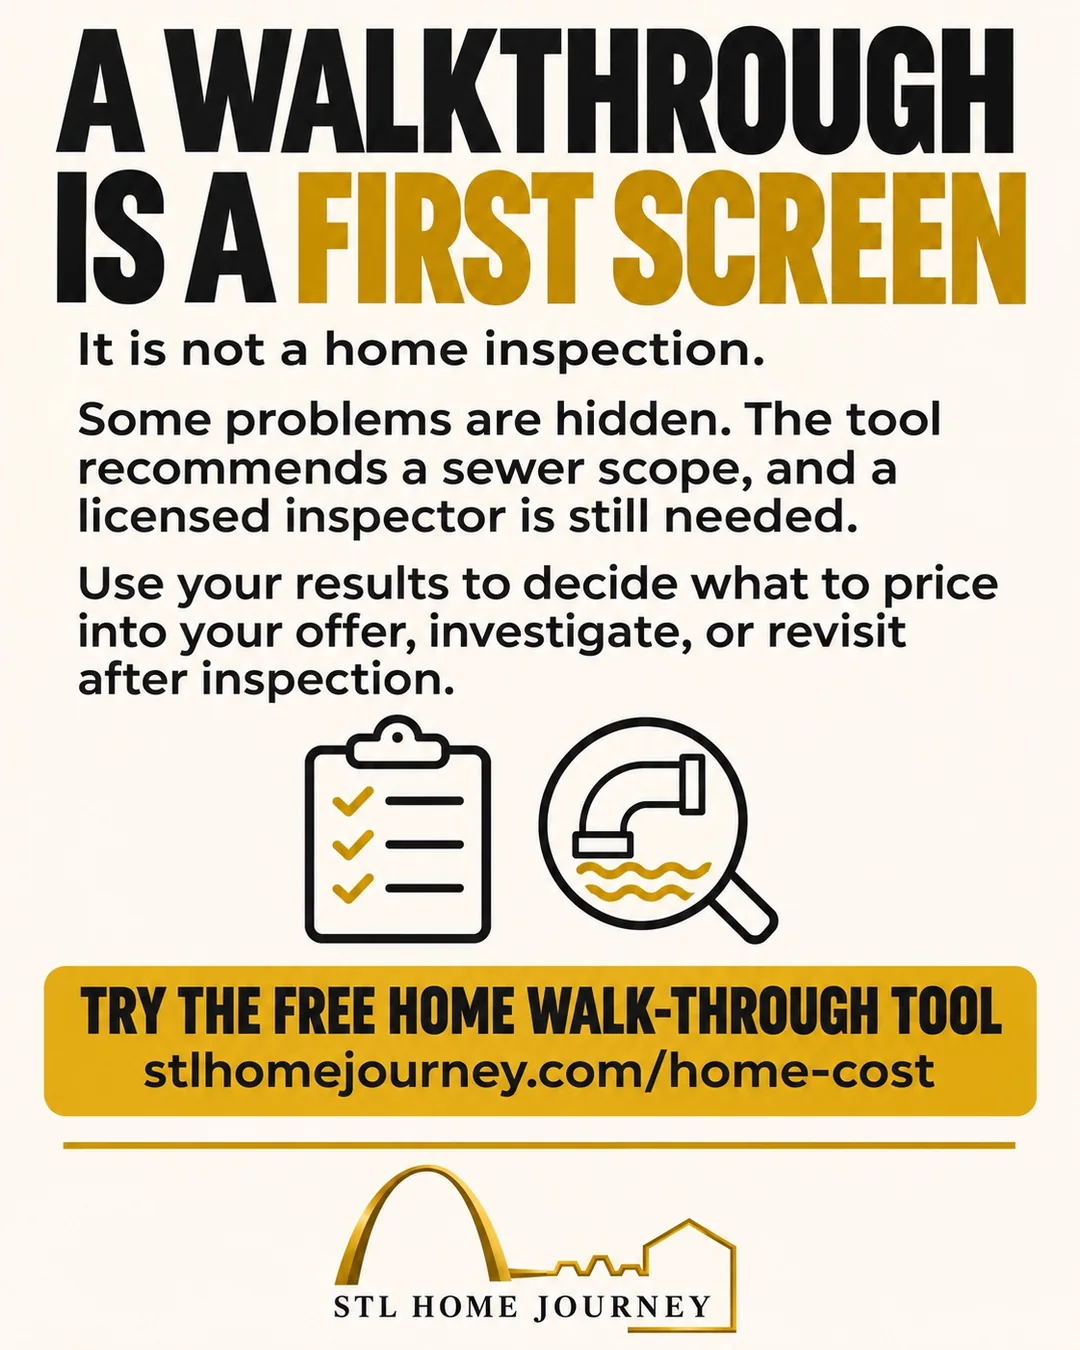 A WALKTHROUGH
IS A FIRST SCREEN
It is not a home inspection.
Some problems are hidden. The tool
recommends a sewer scope, and a
licensed inspector is still needed.
Use your results to decide what to price
into your offer, investigate, or revisit
after inspection.
TRY THE FREE HOME WALK-THROUGH TOOL
stlhomejourney.com/home-cost
STL HOME JOURNEY